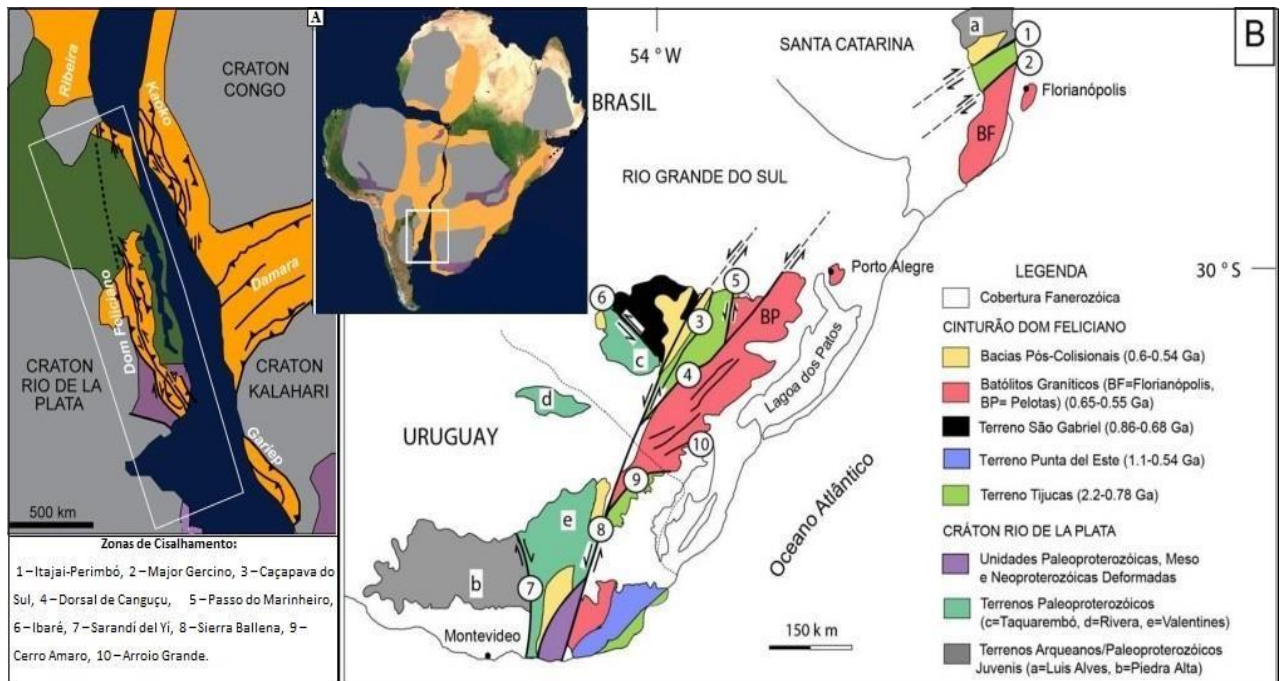 A
Ribeira
Kaoko
CRATON
CONGO
Dom Feliciano
Damara
CRATON
RIO DE LA
PLATA
CRATON
KALAHARI
Gariep
500 km
Zonas de Cisalhamento:
1–Itajai-Perimbó, 2–Major Gercino, 3–Caçapava do
Sul, 4–Dorsal de Canguçu, 5–Passo do Marinheiro,
6–Ibaré, 7–Sarandí del Yí, 8–Sierra Ballena, 9–
Cerro Amaro, 10–Arroio Grande.
B
54 ° W
SANTA CATARINA
BRASIL
a
1
2
Florianópolis
BF
RIO GRANDE DO SUL
30 ° S
Porto Alegre
5
6
3
BP
c
4
Lagoa dos Patos
d
URUGUAY
10
9
e
8
b
7
Montevideo
Oceano Atlântico
150 km
LEGENDA
Cobertura Fanerozóica
CINTURÃO DOM FELICIANO
Bacias Pós-Colisionais (0.6-0.54 Ga)
Batólitos Graníticos (BF=Florianópolis,
BP= Pelotas) (0.65-0.55 Ga)
Terreno São Gabriel (0.86-0.68 Ga)
Terreno Punta del Este (1.1-0.54 Ga)
Terreno Tijucas (2.2-0.78 Ga)
CRÁTON RIO DE LA PLATA
Unidades Paleoproterozóicas, Meso
e Neoproterozóicas Deformadas
Terrenos Paleoproterozóicos
(c=Taquarembó, d=Rivera, e=Valentines)
Terrenos Arqueanos/Paleoproterozóicos
Juvenis (a=Luis Alves, b=Piedra Alta)